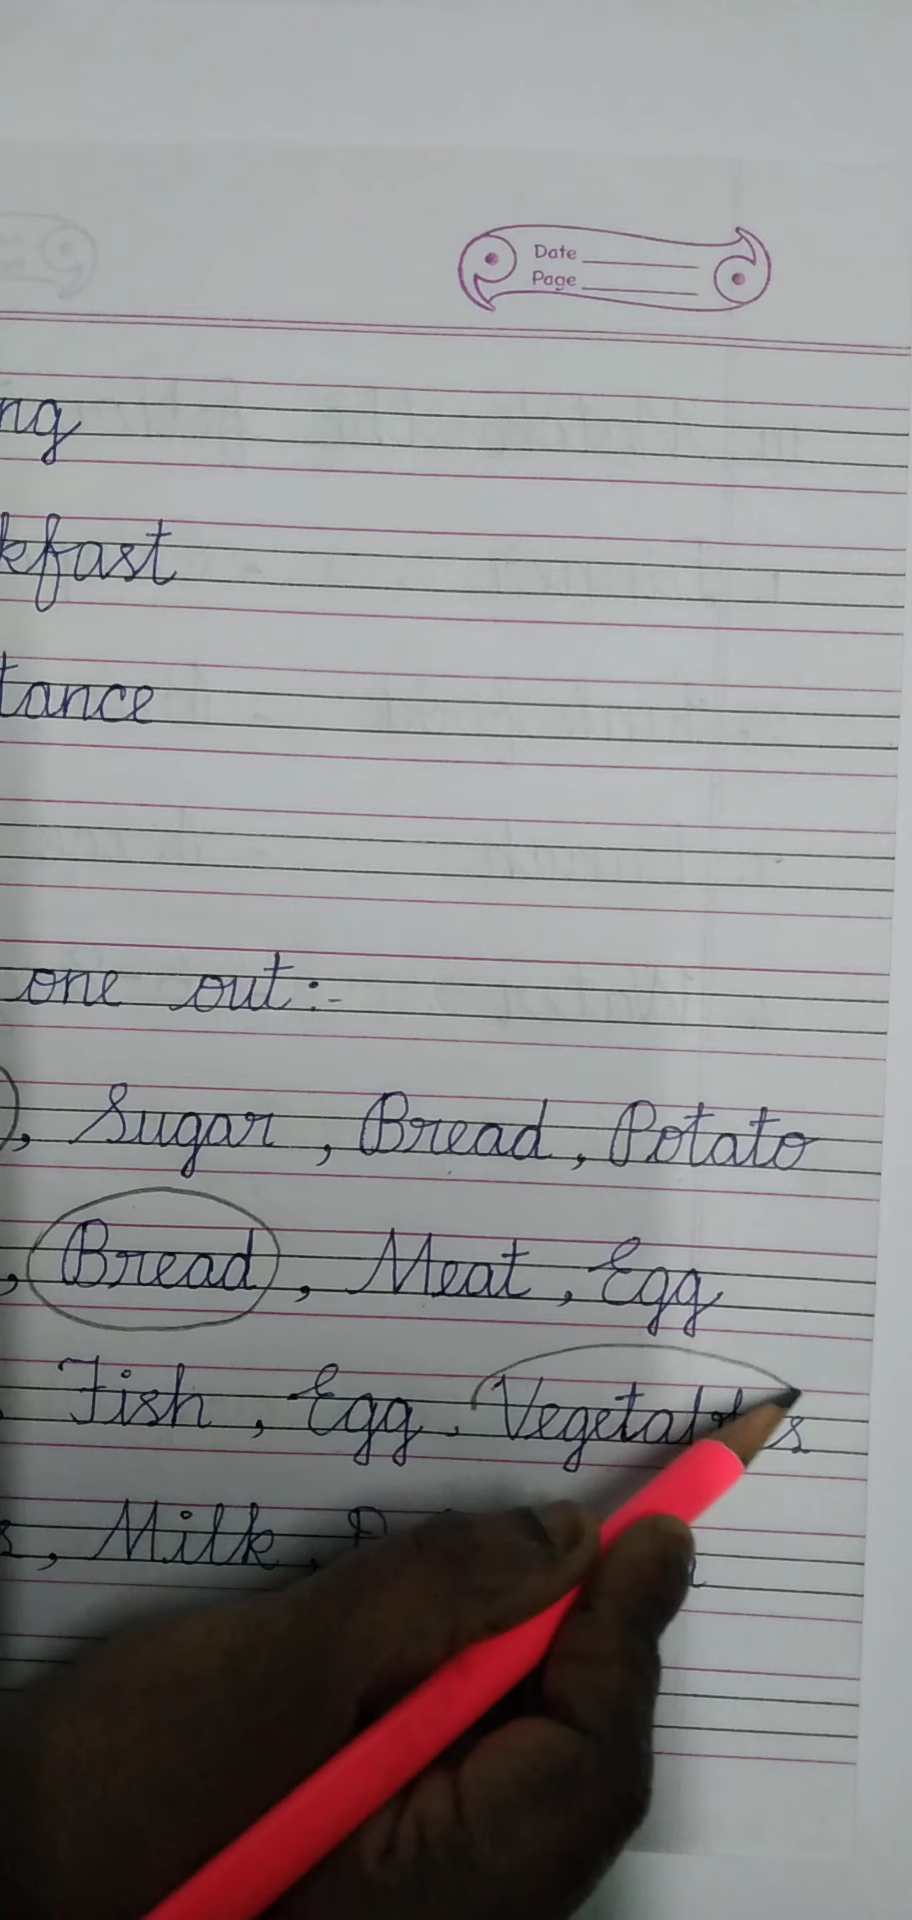 Date
Page
ng
kfast
tance
one out:-
, Sugar, Bread, Potato
, Bread, Meat, Egg
Fish, Egg, Vegetables
s, Milk,